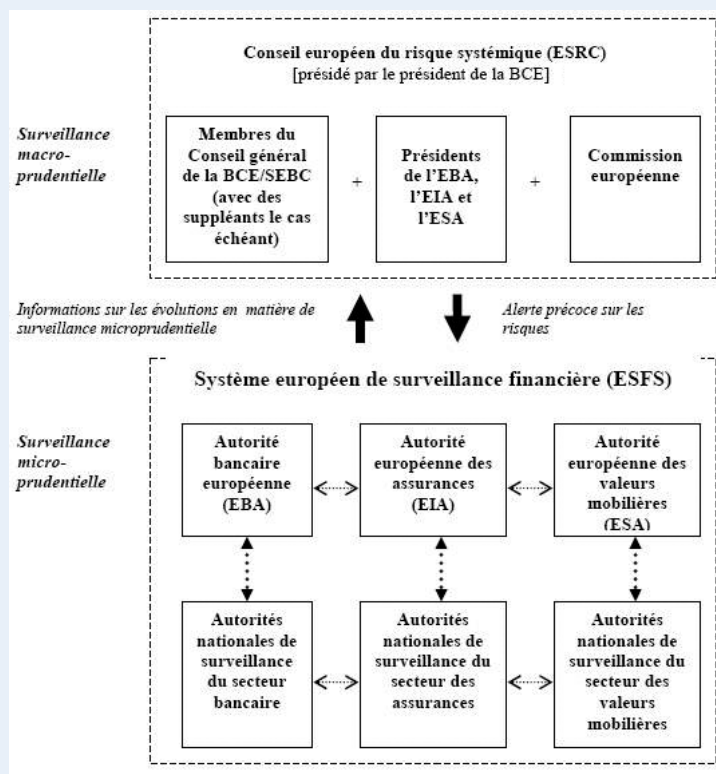 Conseil européen du risque systémique (ESRC)
[présidé par le président de la BCE]
Surveillance
macro-
prudentielle
Membres du
Conseil général
de la BCE/SEBC
(avec des
suppléants le cas
échéant)
+
Présidents
de l'EBA,
l'EIA et
l'ESA
+
Commission
européenne
Informations sur les évolutions en matière de
surveillance microprudentielle
Alerte précoce sur les
risques
Système européen de surveillance financière (ESFS)
Surveillance
micro-
prudentielle
Autorité
bancaire
européenne
(EBA)
Autorité
européenne des
assurances (EIA)
Autorité
européenne des
valeurs
mobilières
(ESA)
Autorités
nationales de
surveillance
du secteur
bancaire
Autorités
nationales de
surveillance du
secteur des
assurances
Autorités
nationales de
surveillance du
secteur des
valeurs
mobilières